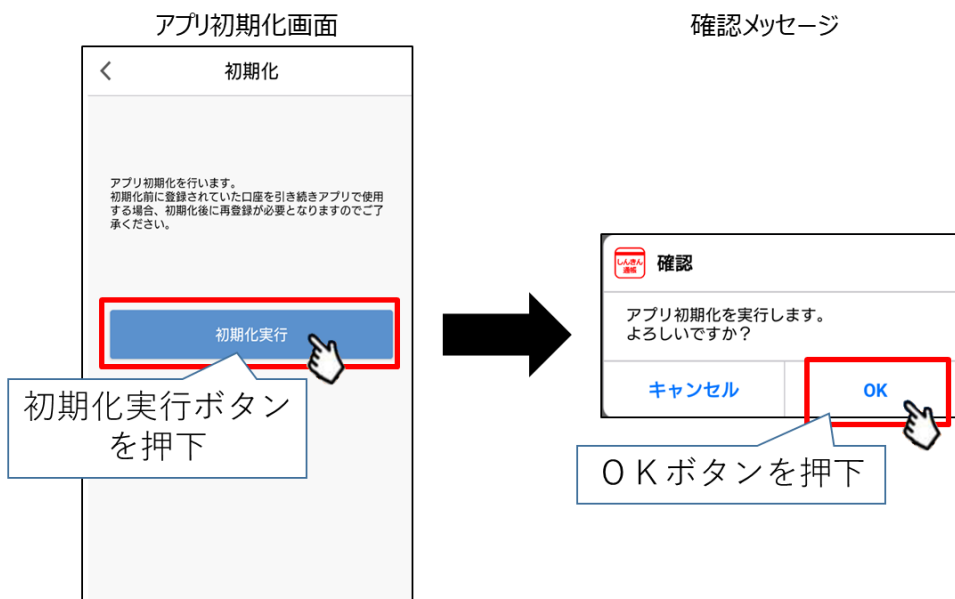 アプリ初期化画面
確認メッセージ
初期化
アプリ初期化を行います。
初期化前に登録されていた口座を引き続きアプリで使用
する場合、初期化後に再登録が必要となりますのでご了
承ください。
初期化実行
初期化実行ボタン
を押下
しんきん
通帳
確認
アプリ初期化を実行します。
よろしいですか？
キャンセル
OK
ＯＫボタンを押下